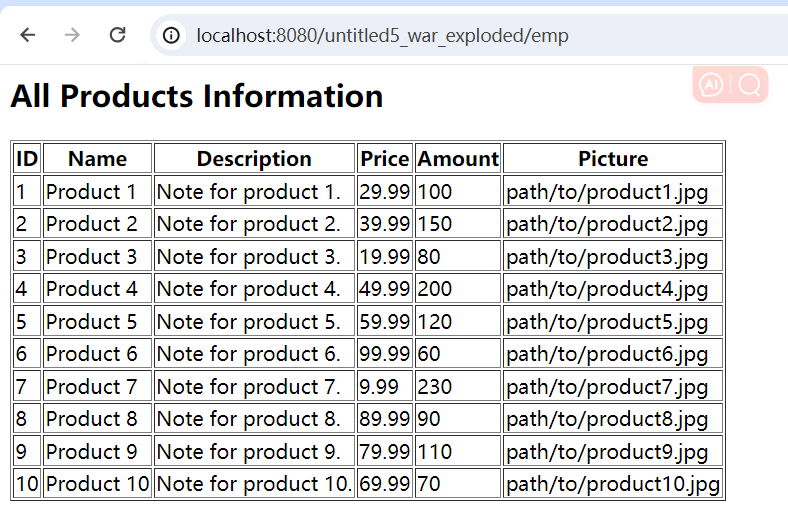 localhost:8080/untitled5_war_exploded/emp
AI
All Products Information
ID Name Description Price Amount Picture
1 Product 1 Note for product 1. 29.99 100 path/to/product1.jpg
2 Product 2 Note for product 2. 39.99 150 path/to/product2.jpg
3 Product 3 Note for product 3. 19.99 80 path/to/product3.jpg
4 Product 4 Note for product 4. 49.99 200 path/to/product4.jpg
5 Product 5 Note for product 5. 59.99 120 path/to/product5.jpg
6 Product 6 Note for product 6. 99.99 60 path/to/product6.jpg
7 Product 7 Note for product 7. 9.99 230 path/to/product7.jpg
8 Product 8 Note for product 8. 89.99 90 path/to/product8.jpg
9 Product 9 Note for product 9. 79.99 110 path/to/product9.jpg
10 Product 10 Note for product 10. 69.99 70 path/to/product10.jpg